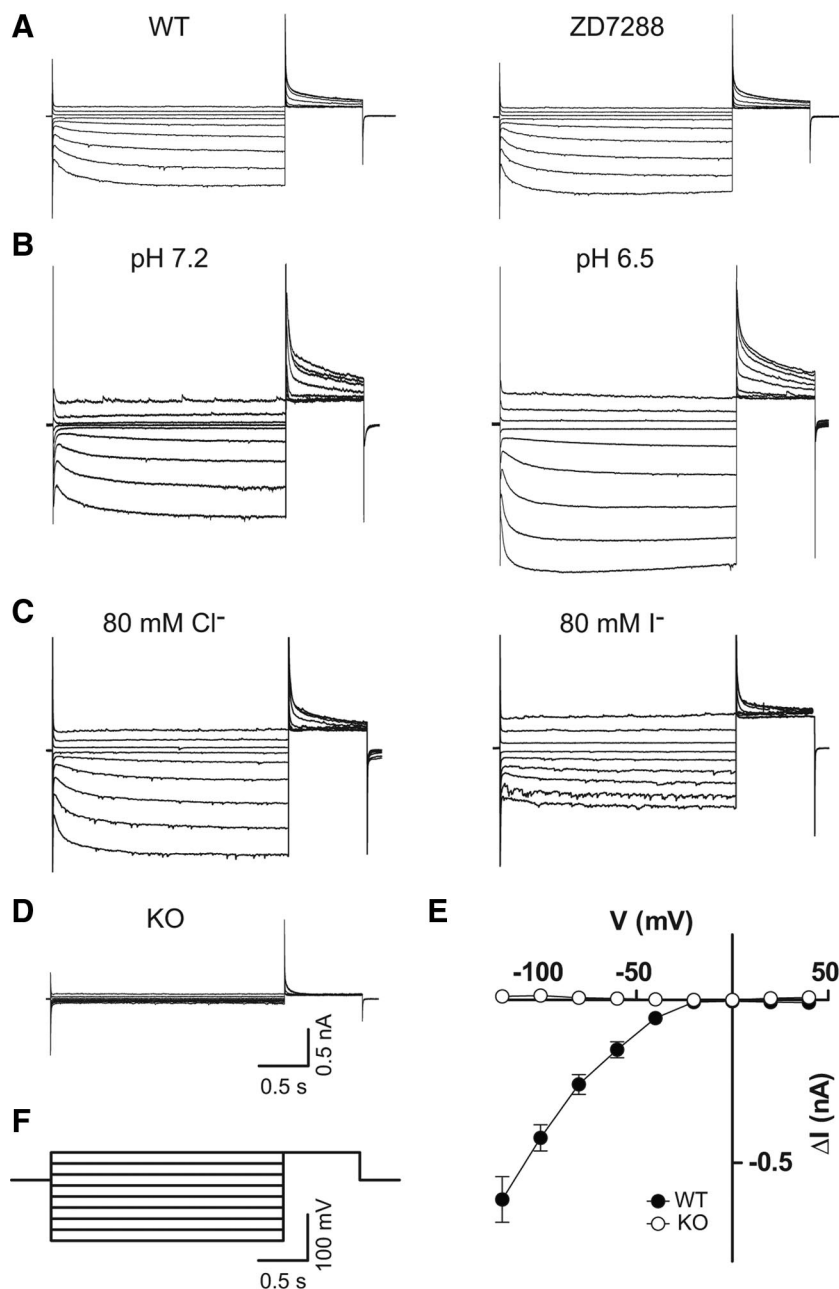 A
WT
ZD7288
B
pH 7.2
pH 6.5
C
80 mM Cl⁻
80 mM I⁻
D
KO
0.5 nA
0.5 s
E
V (mV)
-100
-50
50
ΔI (nA)
-0.5
WT
KO
F
100 mV
0.5 s